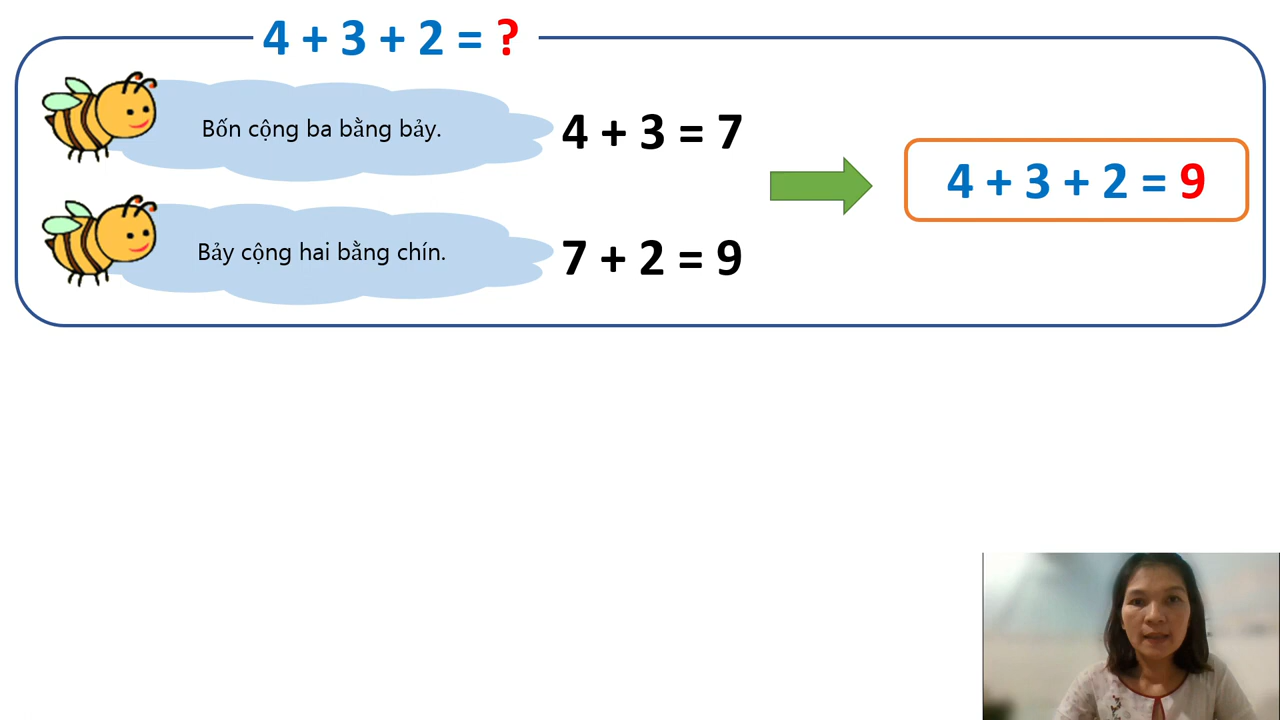 4 + 3 + 2 = ?
Bốn cộng ba bằng bảy.
4 + 3 = 7
4 + 3 + 2 = 9
Bảy cộng hai bằng chín.
7 + 2 = 9